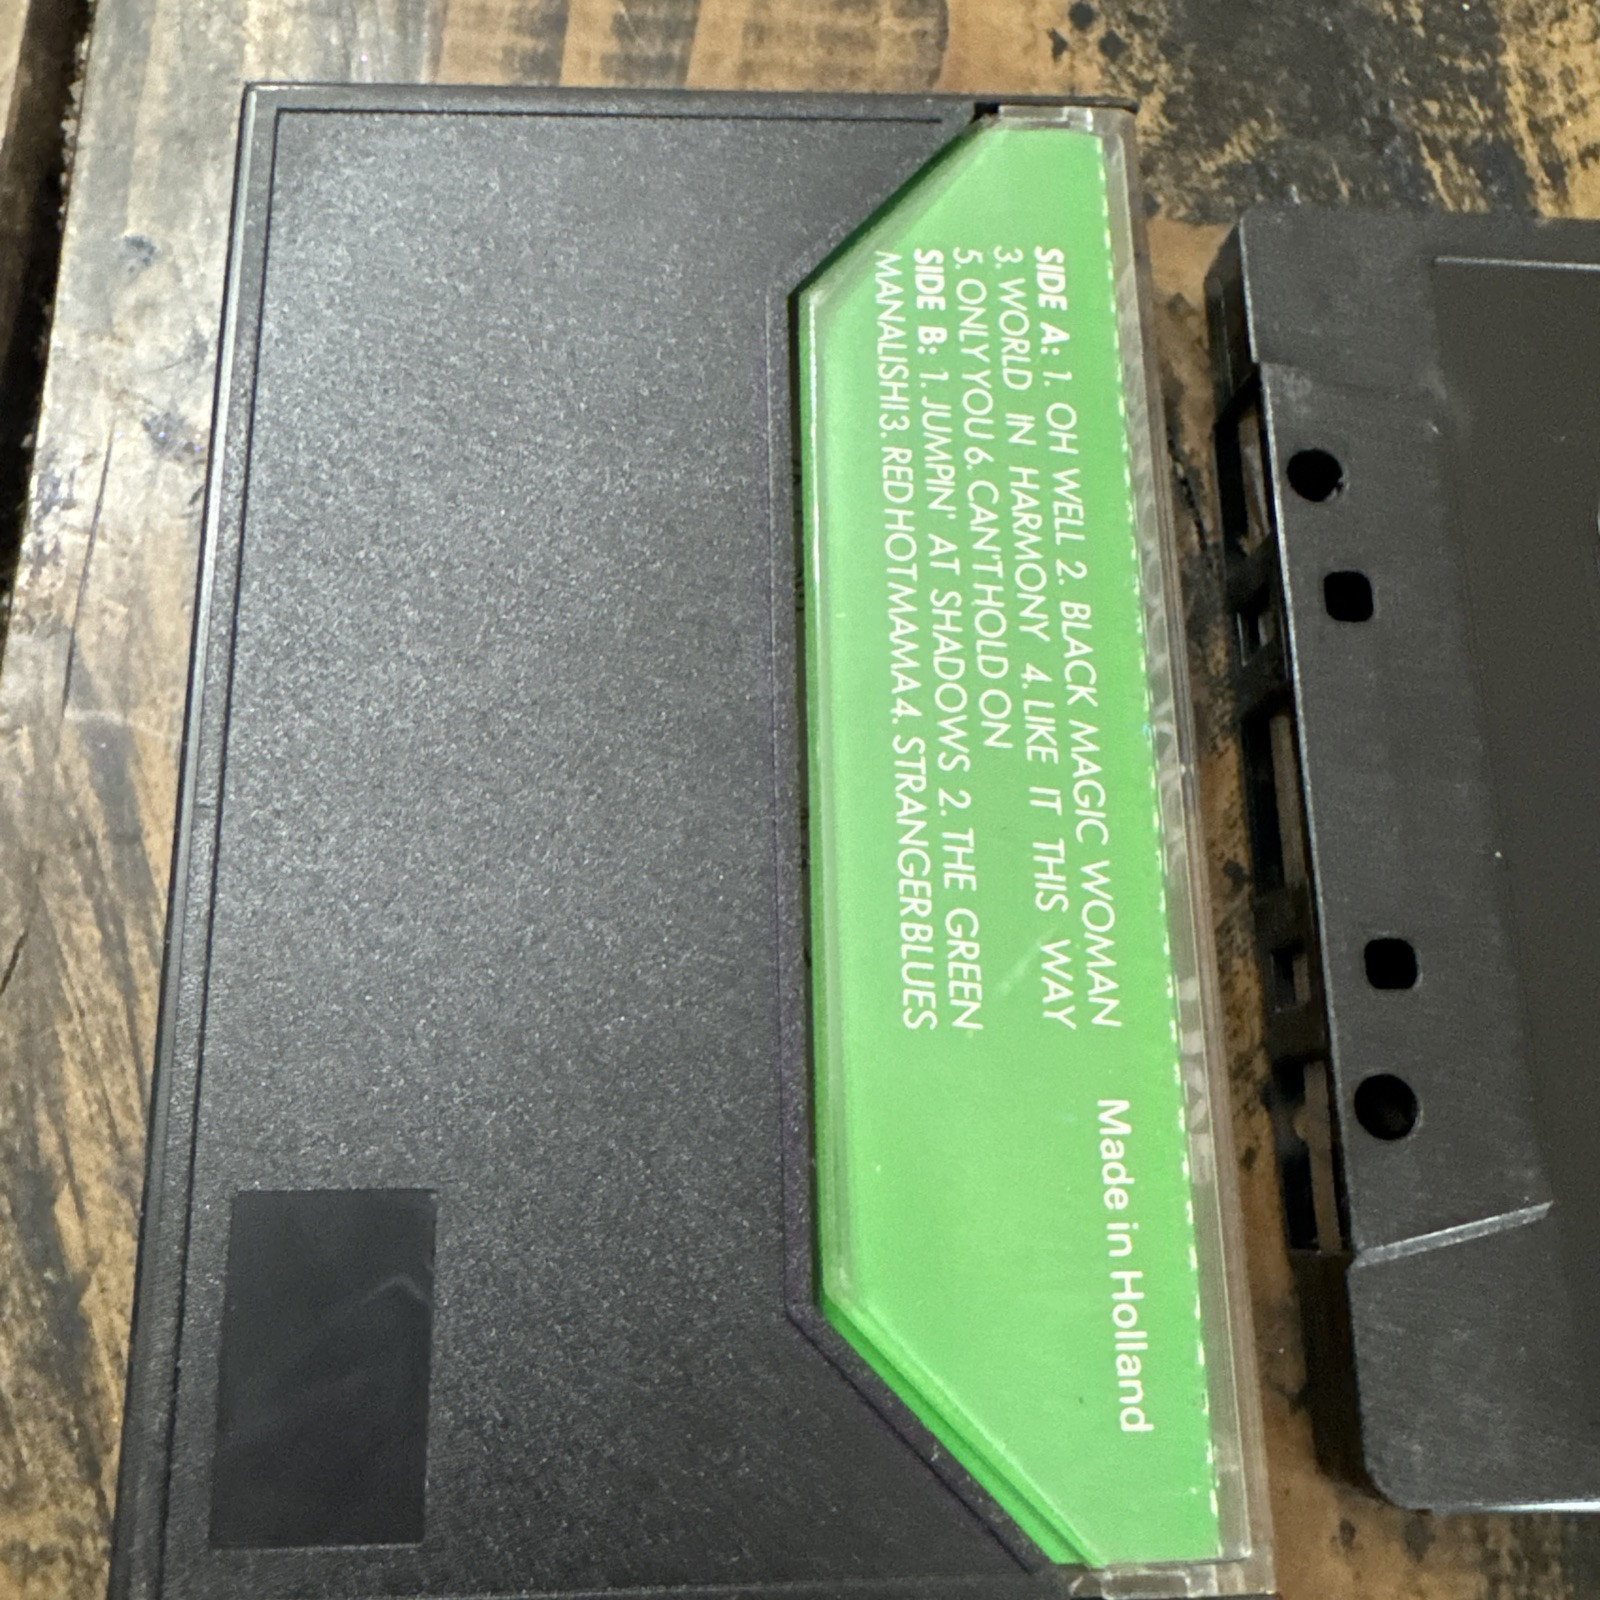 SIDE A: 1. OH WELL 2. BLACK MAGIC WOMAN
3. WORLD IN HARMONY 4. LIKE IT THIS WAY
5. ONLY YOU 6. CAN'T HOLD ON
SIDE B: 1. JUMPIN' AT SHADOWS 2. THE GREEN
MANALISHI 3. RED HOT MAMA 4. STRANGER BLUES
Made in Holland